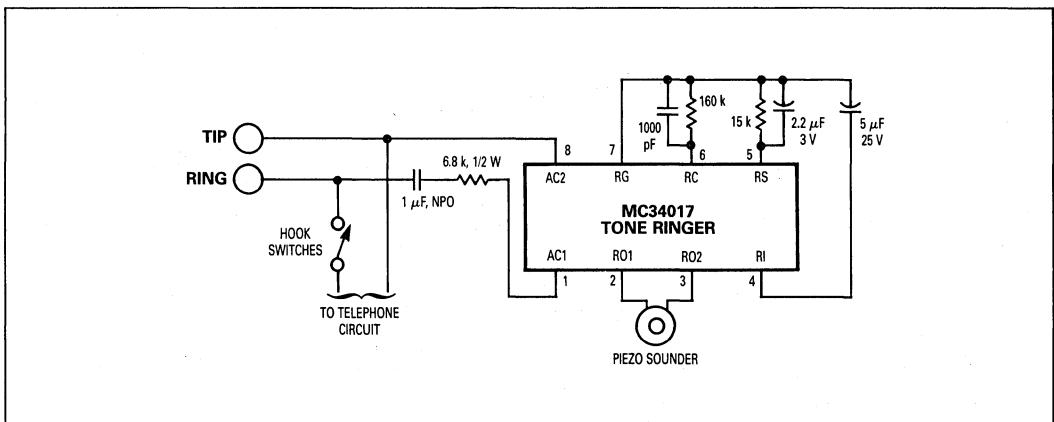 TIP
RING
HOOK
SWITCHES
TO TELEPHONE
CIRCUIT
1 μF, NPO
6.8 k, 1/2 W
8
7
1000
pF
160 k
6
15 k
5
2.2 μF
3 V
5 μF
25 V
AC2
RG
RC
RS
MC34017
TONE RINGER
AC1
RO1
RO2
RI
1
2
3
4
PIEZO SOUNDER